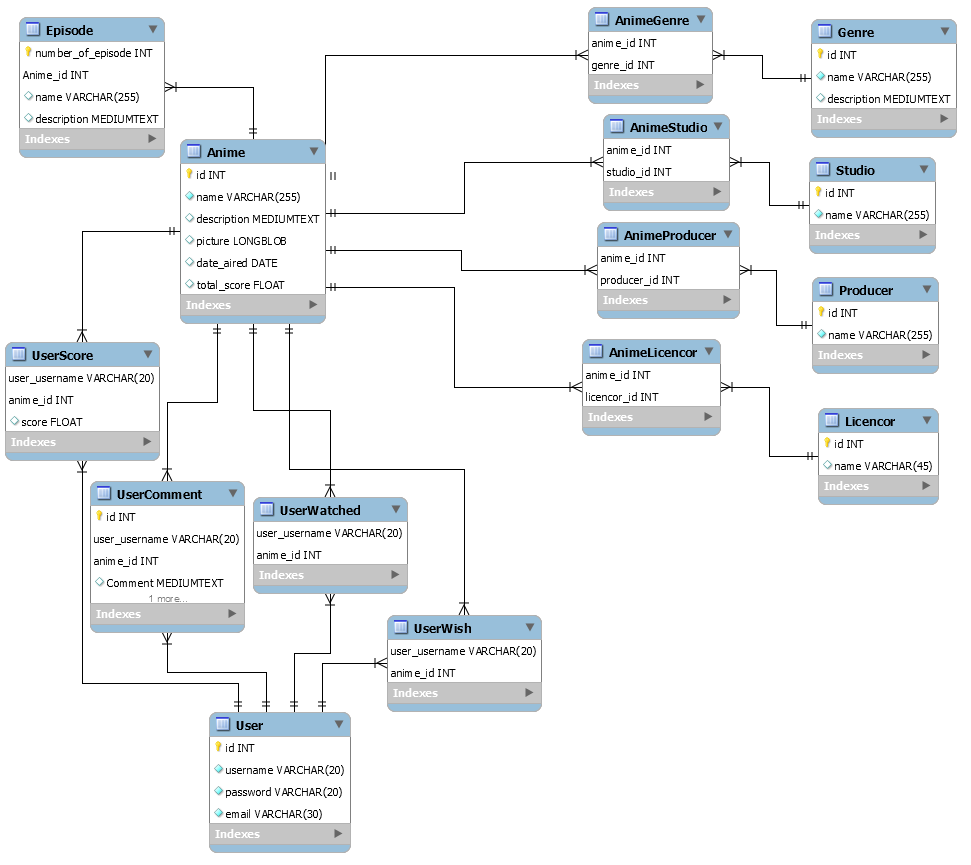 Episode
number_of_episode INT
Anime_id INT
name VARCHAR(255)
description MEDIUMTEXT
Indexes
AnimeGenre
anime_id INT
genre_id INT
Indexes
Genre
id INT
name VARCHAR(255)
description MEDIUMTEXT
Indexes
Anime
id INT
name VARCHAR(255)
description MEDIUMTEXT
picture LONGBLOB
date_aired DATE
total_score FLOAT
Indexes
AnimeStudio
anime_id INT
studio_id INT
Indexes
Studio
id INT
name VARCHAR(255)
Indexes
AnimeProducer
anime_id INT
producer_id INT
Indexes
Producer
id INT
name VARCHAR(255)
Indexes
AnimeLicencor
anime_id INT
licencor_id INT
Indexes
Licencor
id INT
name VARCHAR(45)
Indexes
UserScore
user_username VARCHAR(20)
anime_id INT
score FLOAT
Indexes
UserComment
id INT
user_username VARCHAR(20)
anime_id INT
Comment MEDIUMTEXT
1 more...
Indexes
UserWatched
user_username VARCHAR(20)
anime_id INT
Indexes
UserWish
user_username VARCHAR(20)
anime_id INT
Indexes
User
id INT
username VARCHAR(20)
password VARCHAR(20)
email VARCHAR(30)
Indexes